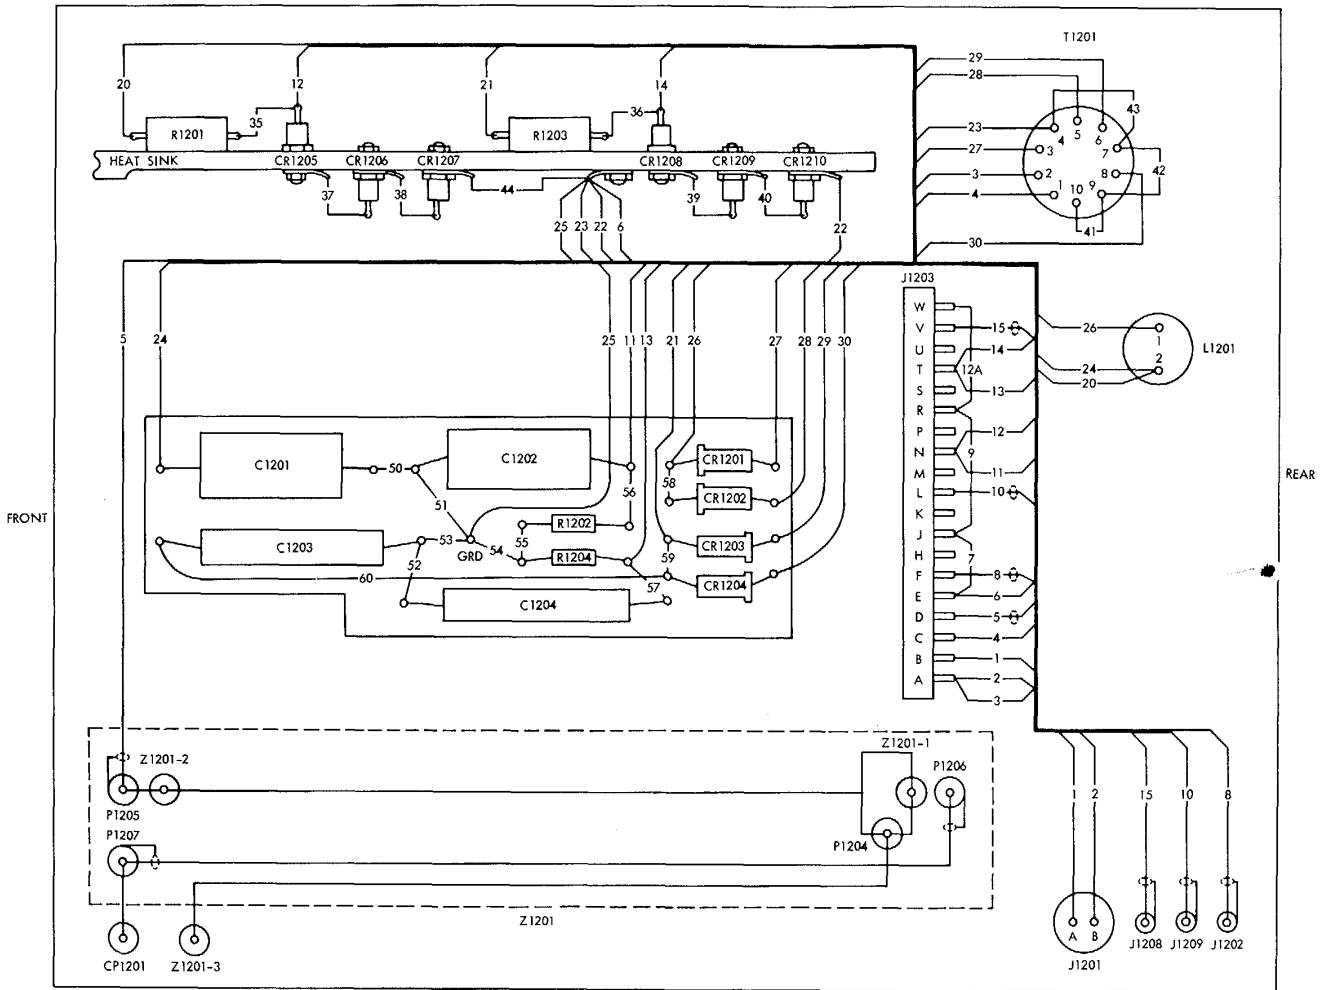 T1201
29
28
20
12
21
14
43
35
36
R1201
R1203
23
4
5
6
27
3
7
HEAT SINK
CR1205
CR1206
CR1207
CR1208
CR1209
CR1210
3
2
8
42
4
1
10
9
37
38
44
39
40
41
25
23
22
6
22
30
J1203
W
V
U
T
S
R
P
N
M
L
K
J
H
F
E
D
C
B
A
15
14
12A
13
12
9
11
10
7
8
6
5
4
1
2
3
26
1
2
L1201
24
20
5
24
25
11
13
21
26
27
28
29
30
C1201
50
C1202
CR1201
58
56
CR1202
51
R1202
C1203
53
GRD
54
55
R1204
CR1203
59
52
60
57
CR1204
C1204
FRONT
REAR
Z1201-2
P1205
P1207
Z1201-1
P1206
P1204
Z1201
CP1201
Z1201-3
1
2
15
10
8
A
B
J1201
J1208
J1209
J1202